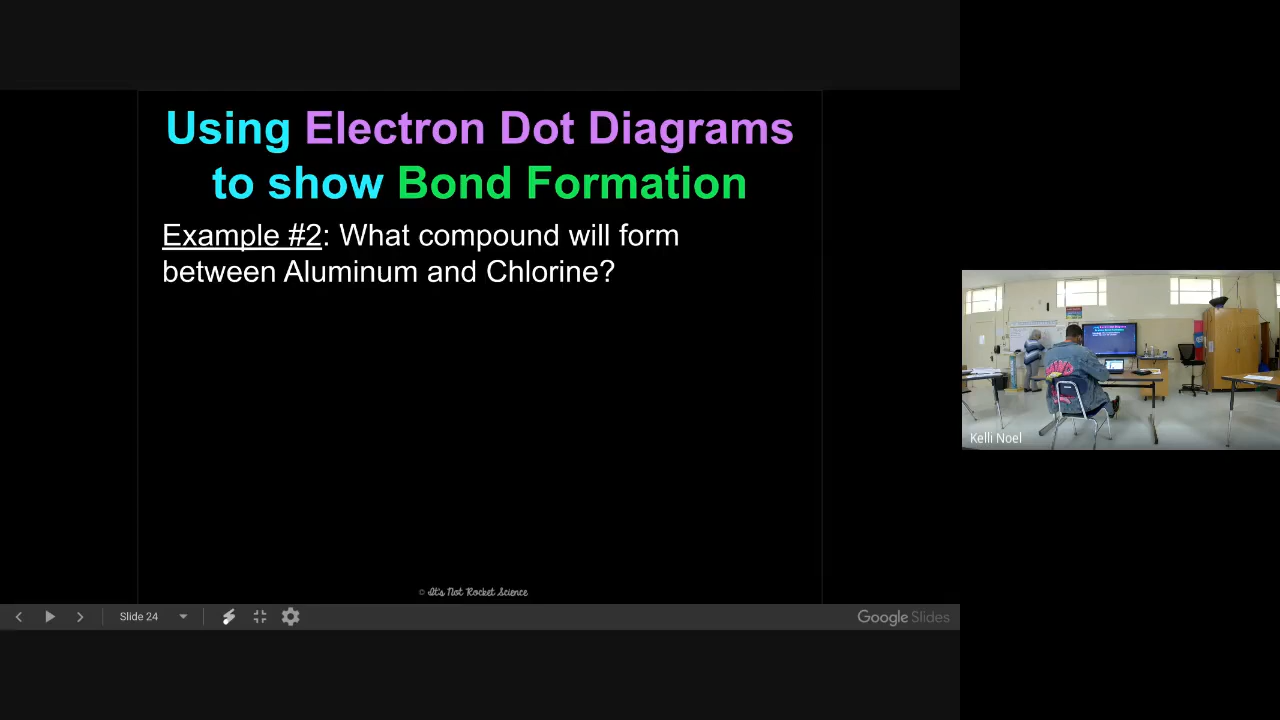 Using Electron Dot Diagrams
to show Bond Formation
Example #2: What compound will form
between Aluminum and Chlorine?
© It's Not Rocket Science
Slide 24
Google Slides
Kelli Noel